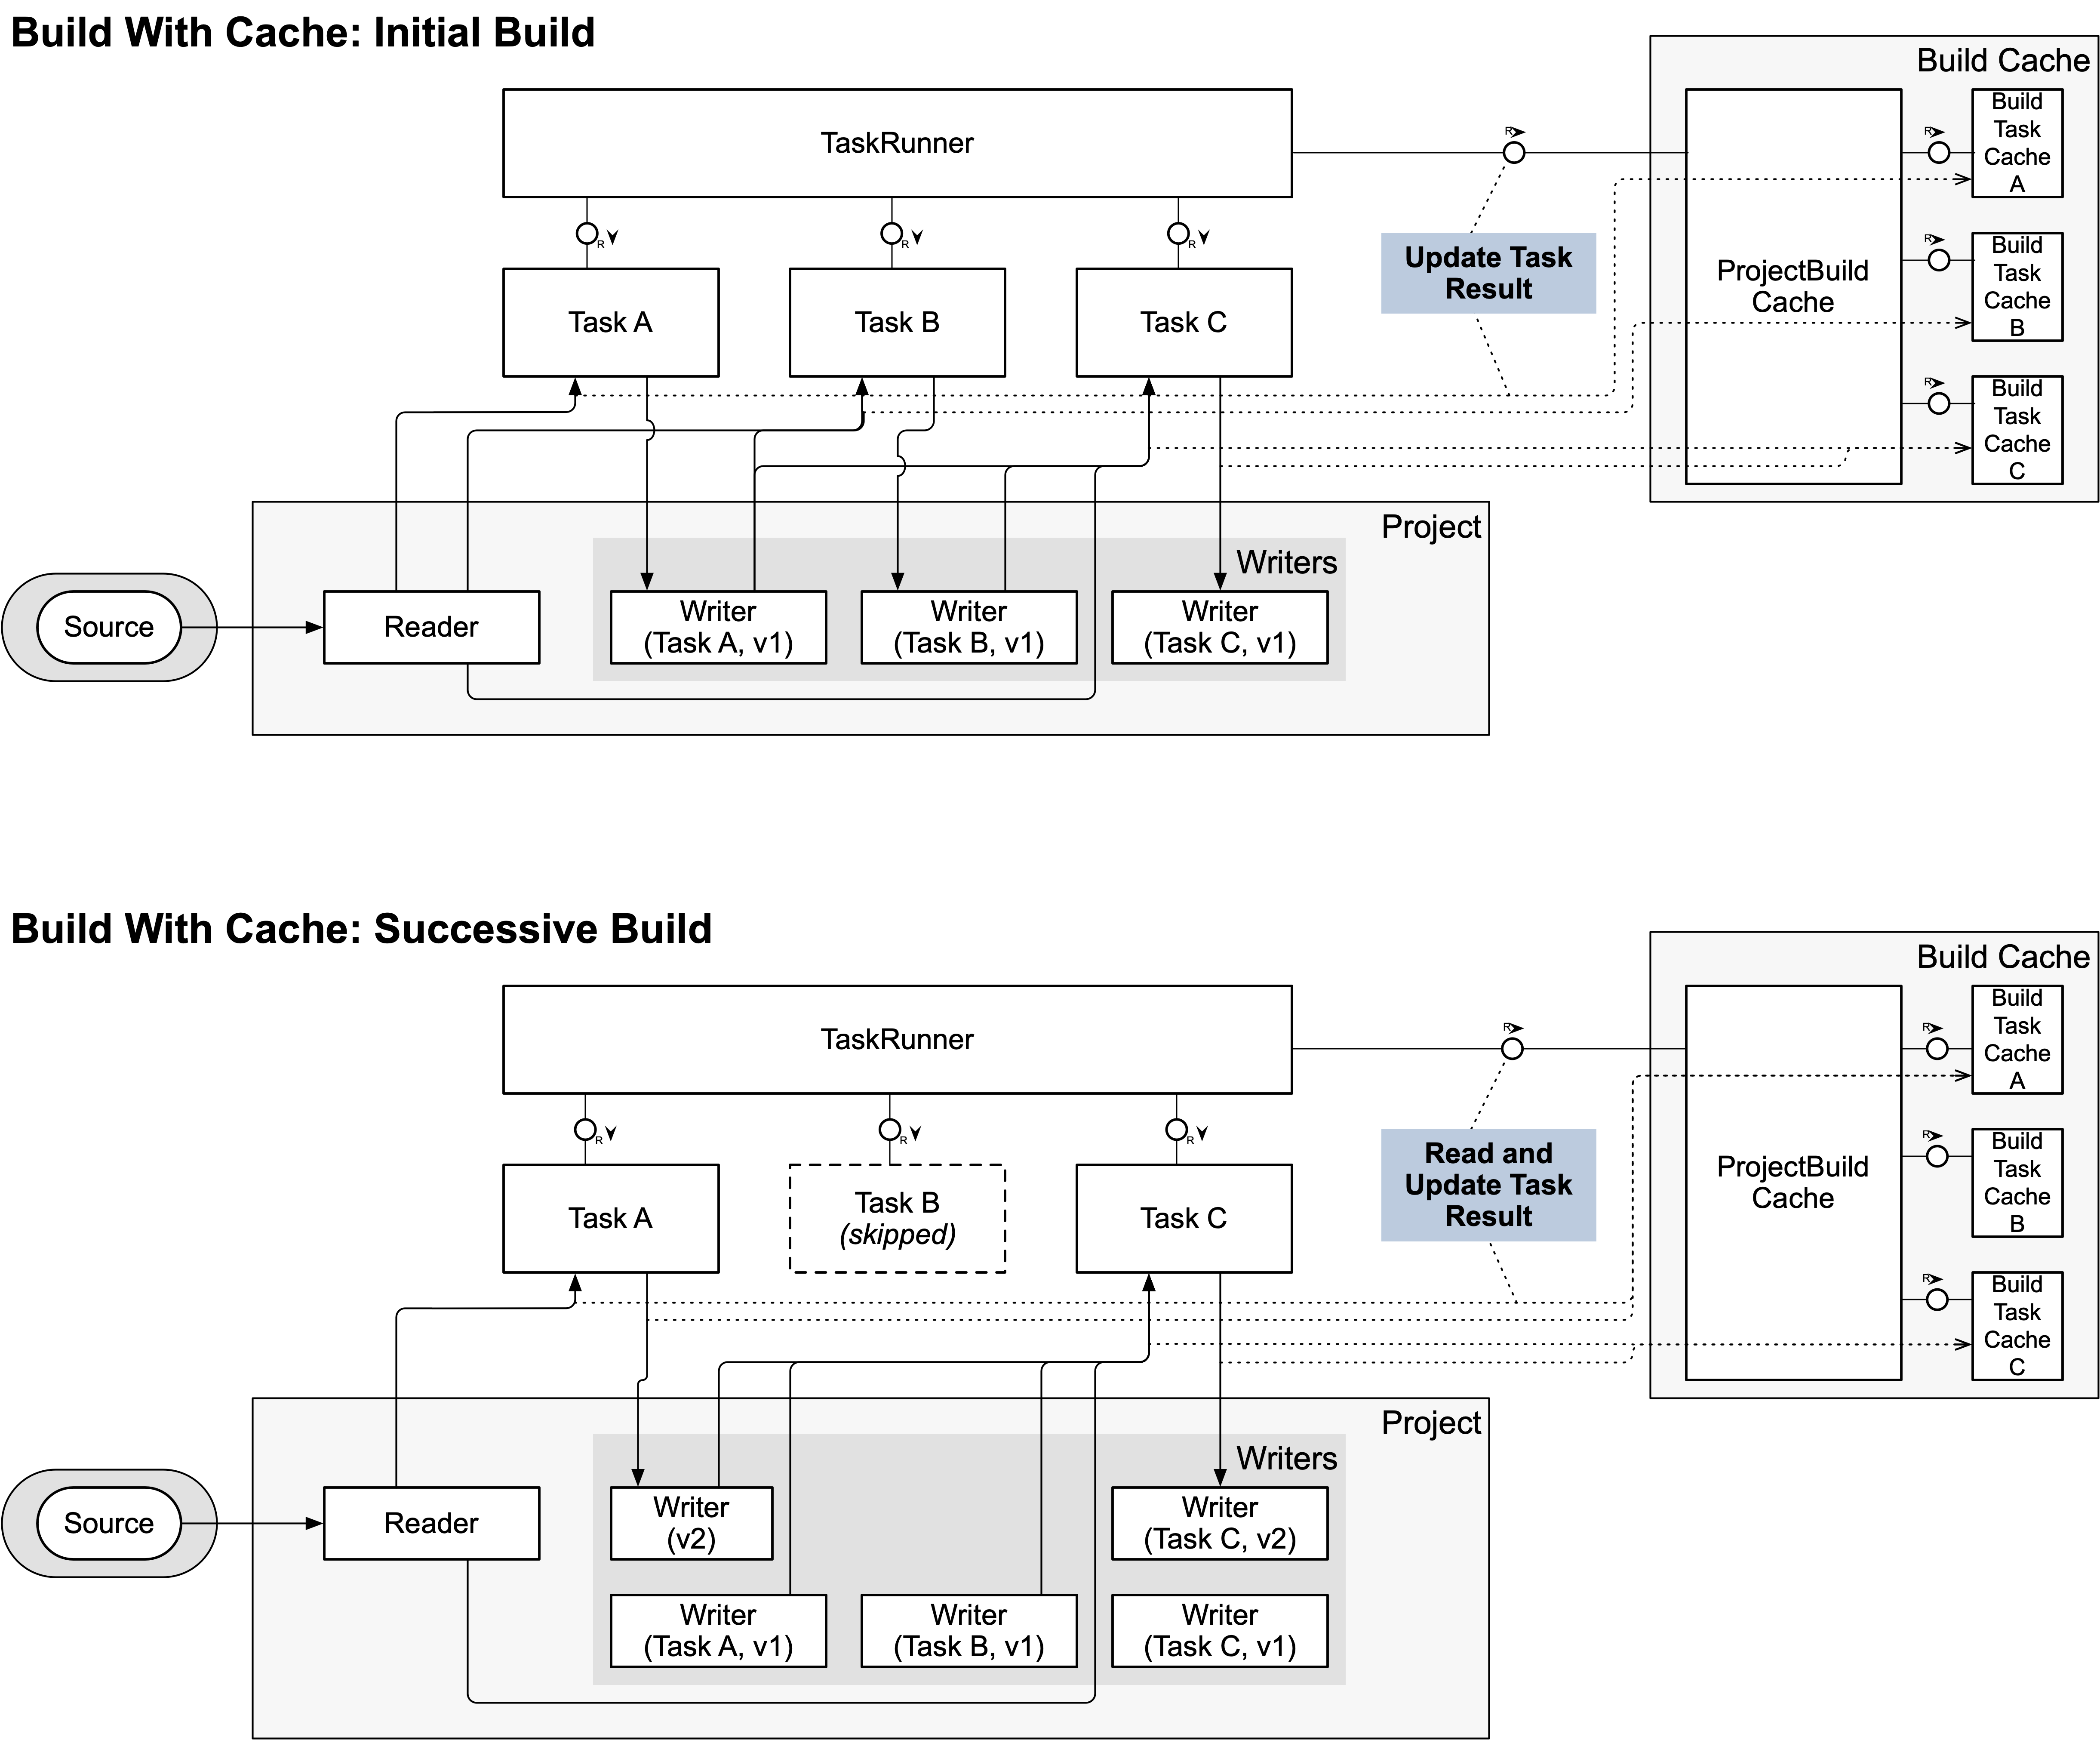 Build With Cache: Initial Build
Build Cache
TaskRunner
R
R
Build
Task
Cache
A
R
R
R
Update Task
Result
ProjectBuild
Cache
R
Build
Task
Cache
B
Task A
Task B
Task C
R
Build
Task
Cache
C
Project
Writers
Source
Reader
Writer
(Task A, v1)
Writer
(Task B, v1)
Writer
(Task C, v1)
Build With Cache: Successive Build
Build Cache
TaskRunner
R
R
Build
Task
Cache
A
R
R
R
Read and
Update Task
Result
ProjectBuild
Cache
R
Build
Task
Cache
B
Task A
Task B
(skipped)
Task C
R
Build
Task
Cache
C
Project
Writers
Source
Reader
Writer
(v2)
Writer
(Task C, v2)
Writer
(Task A, v1)
Writer
(Task B, v1)
Writer
(Task C, v1)